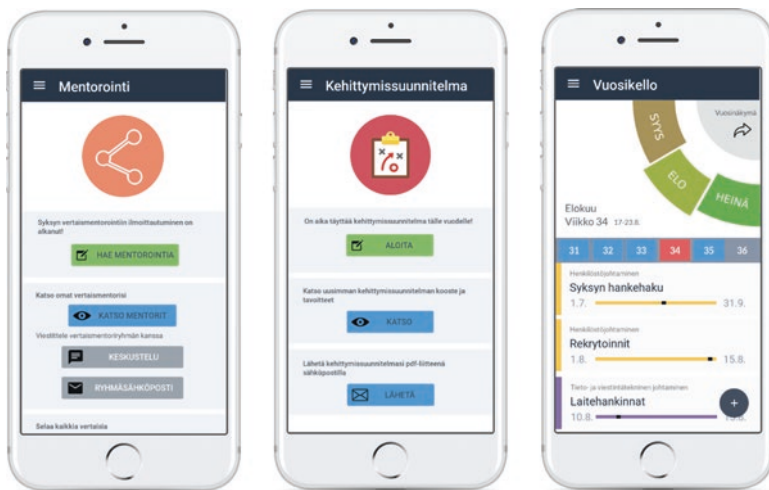 Mentorointi
Syksyn vertaismentorointiin ilmoittautuminen on
alkanut!
HAE MENTOROINTIA
Katso omat vertaismentorisi
KATSO MENTORIT
Viestittele vertaismentoriryhmän kanssa
KESKUSTELU
RYHMÄSÄHKÖPOSTI
Selaa kaikkia vertaisia
Kehittymissuunnitelma
On aika täyttää kehittymissuunnitelma tälle vuodelle!
ALOITA
Katso uusimman kehittymissuunnitelman kooste ja
tavoitteet
KATSO
Lähetä kehittymissuunnitelmasi pdf-liitteenä
sähköpostilla
LÄHETÄ
Vuosikello
Vuosinäkymä
SYYS
ELO
HEINÄ
Elokuu
Viikko 34 17-23.8.
31 32 33 34 35 36
Henkilöstöjohtaminen
Syksyn hankehaku
1.7. 31.9.
Henkilöstöjohtaminen
Rekrytoinnit
1.8. 15.8.
Tieto- ja viestintätekninen johtaminen
Laitehankinnat
10.8.